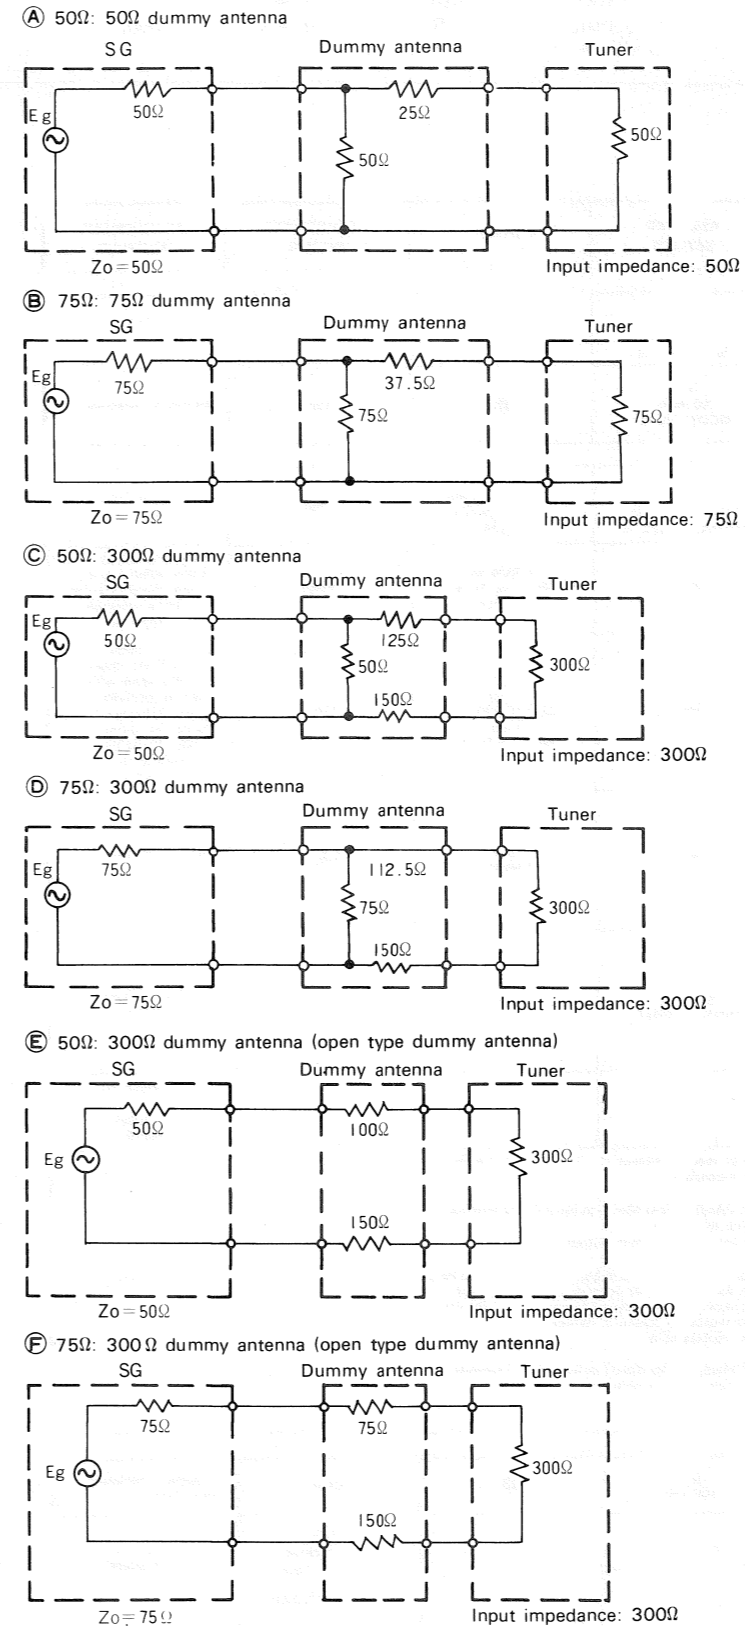 Ⓐ 50Ω: 50Ω dummy antenna
SG Dummy antenna Tuner
Eg
50Ω
25Ω
50Ω
50Ω
Zo=50Ω
Input impedance: 50Ω
Ⓑ 75Ω: 75Ω dummy antenna
SG Dummy antenna Tuner
Eg
75Ω
37.5Ω
75Ω
75Ω
Zo=75Ω
Input impedance: 75Ω
Ⓒ 50Ω: 300Ω dummy antenna
SG Dummy antenna Tuner
Eg
50Ω
125Ω
50Ω
300Ω
150Ω
Zo=50Ω
Input impedance: 300Ω
Ⓓ 75Ω: 300Ω dummy antenna
SG Dummy antenna Tuner
Eg
75Ω
112.5Ω
75Ω
300Ω
150Ω
Zo=75Ω
Input impedance: 300Ω
Ⓔ 50Ω: 300Ω dummy antenna (open type dummy antenna)
SG Dummy antenna Tuner
50Ω
100Ω
Eg
300Ω
150Ω
Zo=50Ω
Input impedance: 300Ω
Ⓕ 75Ω: 300Ω dummy antenna (open type dummy antenna)
SG Dummy antenna Tuner
75Ω
75Ω
Eg
300Ω
150Ω
Zo=75Ω
Input impedance: 300Ω